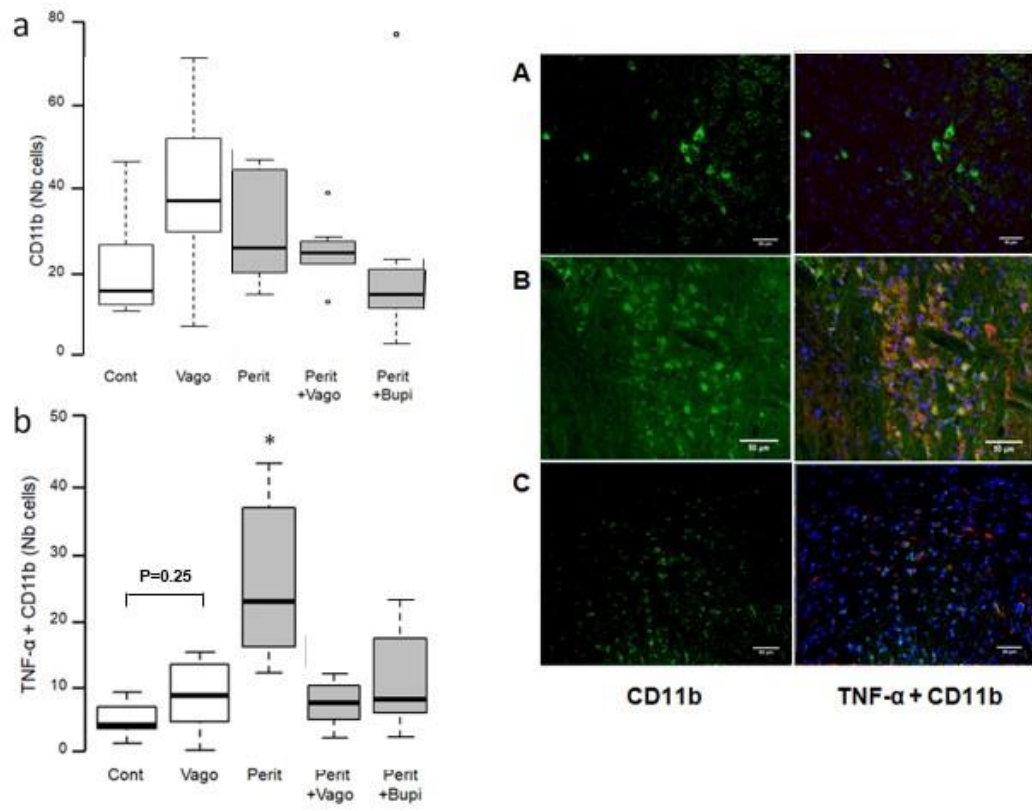 a
80
60
40
20
0
CD11b (Nb cells)
Cont
Vago
Perit
Perit
+Vago
Perit
+Bupi
b
50
40
30
20
10
0
TNF-α + CD11b (Nb cells)
P=0.25
*
Cont
Vago
Perit
Perit
+Vago
Perit
+Bupi
A
B
50 µm
50 µm
C
CD11b
TNF-α + CD11b